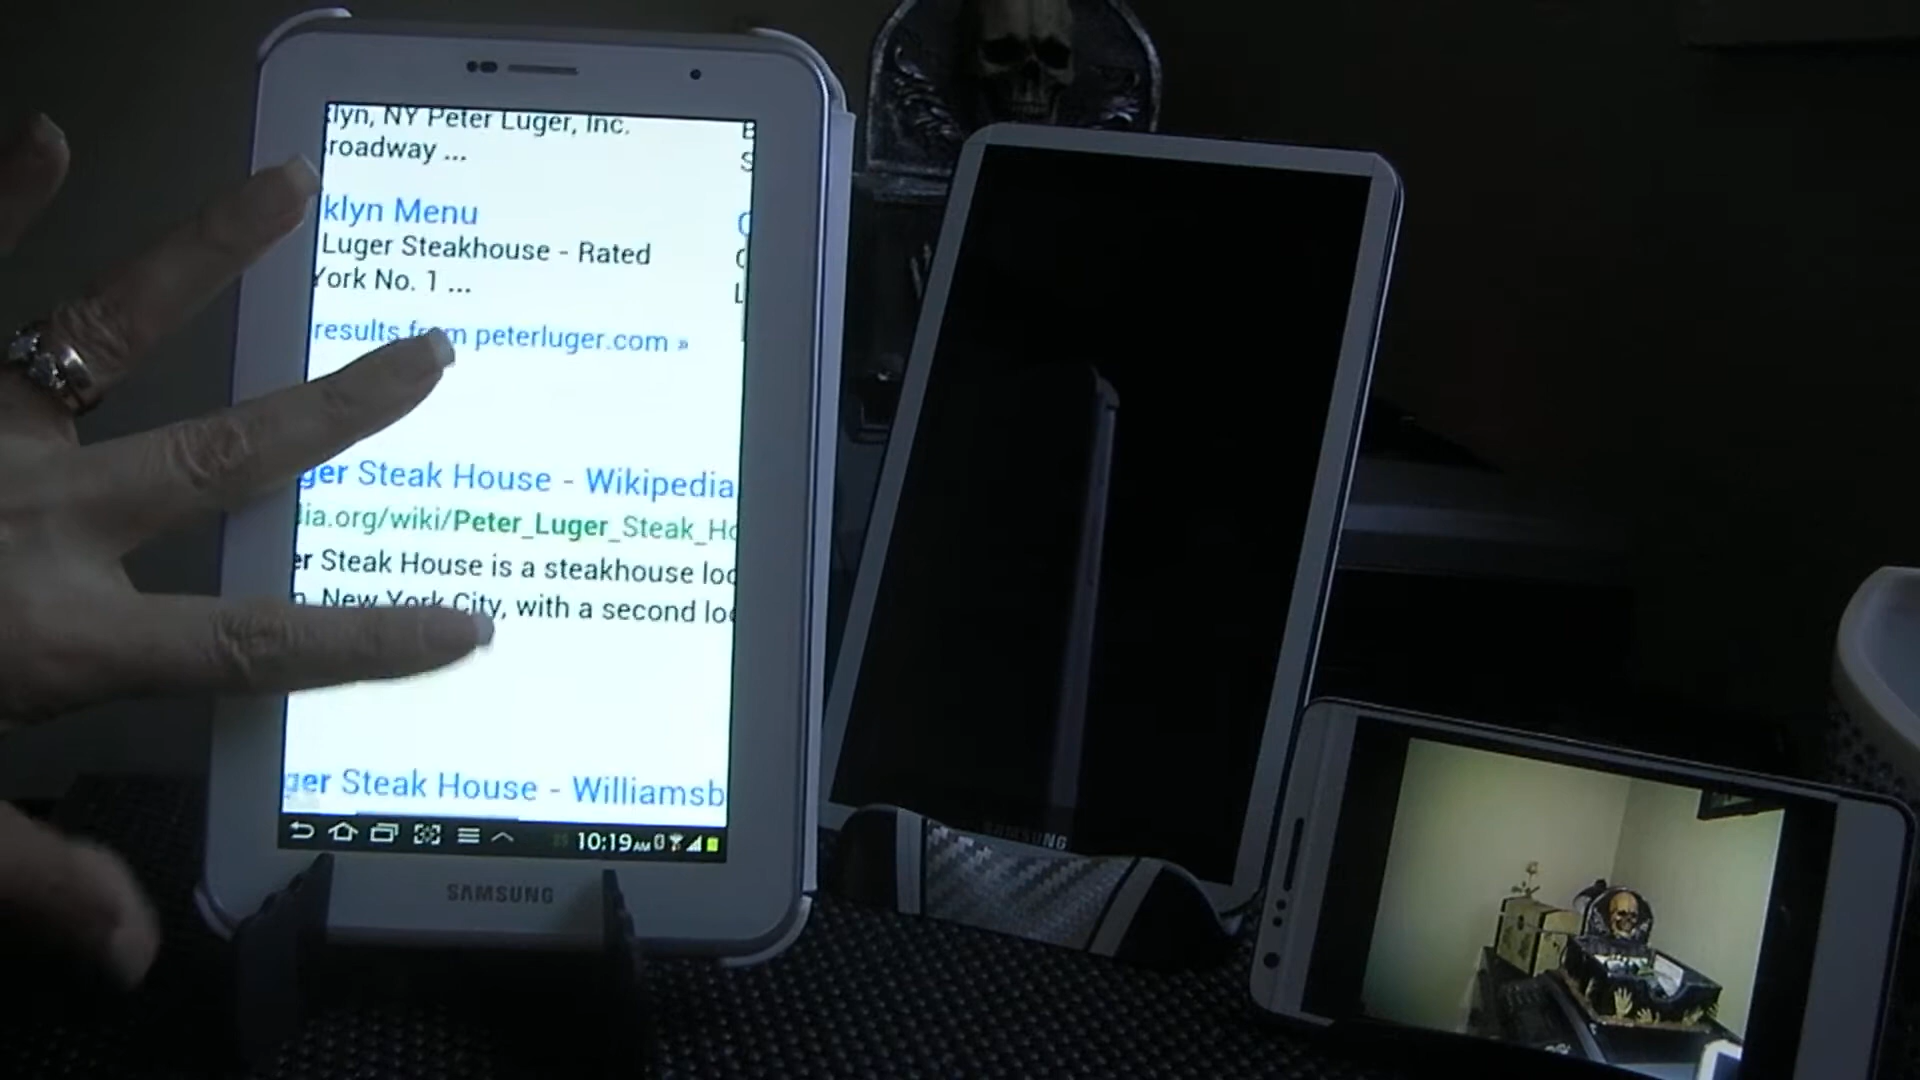 klyn, NY Peter Luger, Inc.
roadway ...
klyn Menu
Luger Steakhouse - Rated
York No. 1 ...
results from peterluger.com »
ger Steak House - Wikipedia
dia.org/wiki/Peter_Luger_Steak_Ho
er Steak House is a steakhouse loc
n, New York City, with a second loc
ger Steak House - Williamsb
10:19 AM
SAMSUNG
SAMSUNG